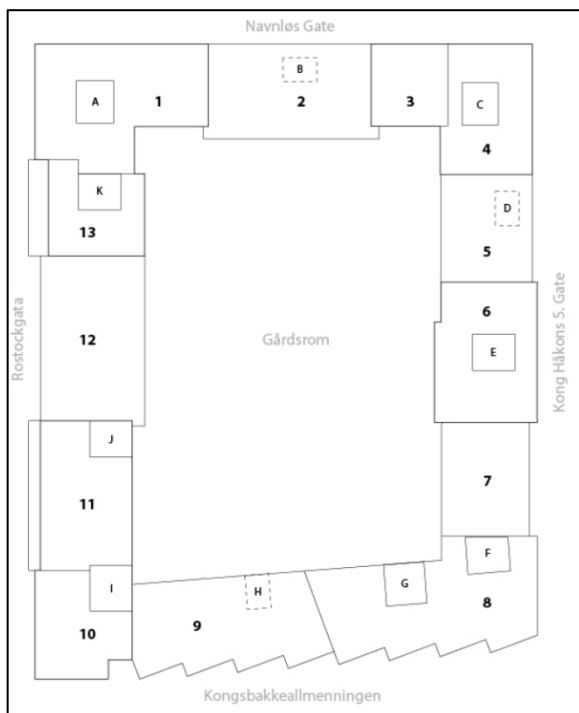 Navnløs Gate
B
A
1
2
3
C
4
K
13
D
5
6
Rostockgata
12
Gårdsrom
E
Kong Håkons 5. Gate
J
11
7
F
I
G
H
8
9
10
Kongsbakkeallmenningen